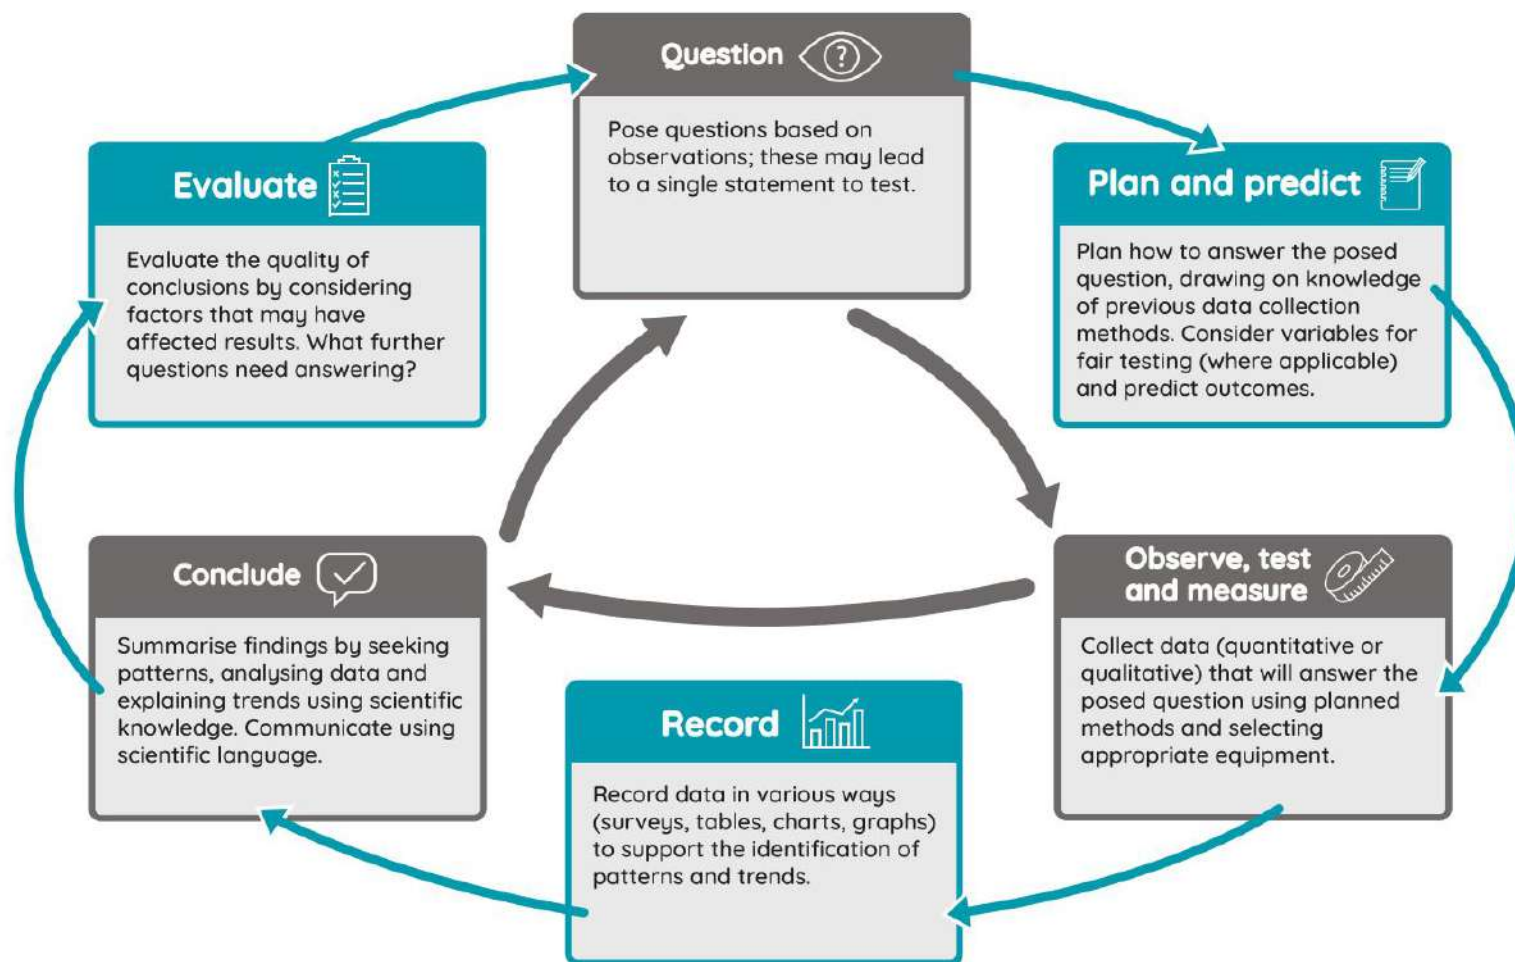 Question
?
Pose questions based on
observations; these may lead
to a single statement to test.
Plan and predict
Plan how to answer the posed
question, drawing on knowledge
of previous data collection
methods. Consider variables for
fair testing (where applicable)
and predict outcomes.
Observe, test
and measure
Collect data (quantitative or
qualitative) that will answer the
posed question using planned
methods and selecting
appropriate equipment.
Record
Record data in various ways
(surveys, tables, charts, graphs)
to support the identification of
patterns and trends.
Conclude
Summarise findings by seeking
patterns, analysing data and
explaining trends using scientific
knowledge. Communicate using
scientific language.
Evaluate
Evaluate the quality of
conclusions by considering
factors that may have
affected results. What further
questions need answering?